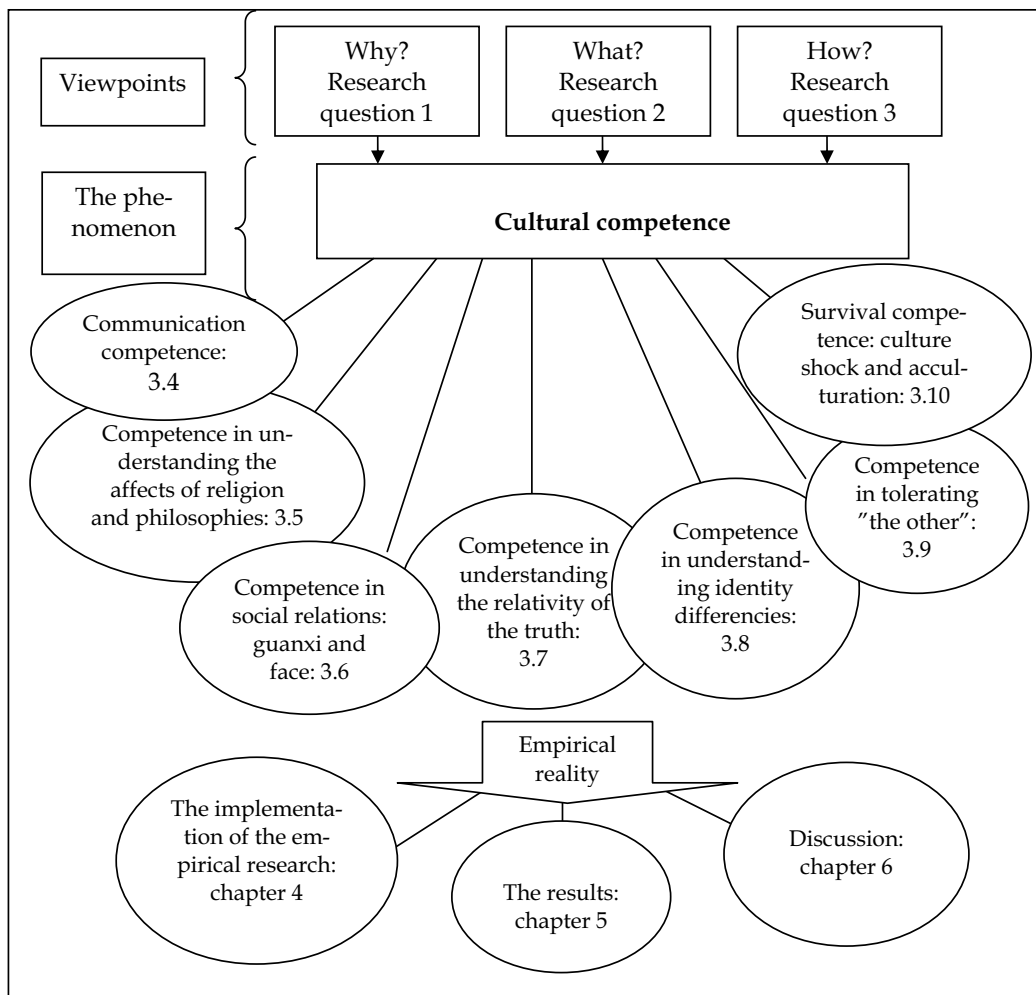 Viewpoints
Why?
Research
question 1
What?
Research
question 2
How?
Research
question 3
The phe-
nomenon
Cultural competence
Communication
competence:
3.4
Competence in un-
derstanding the
affects of religion
and philosophies: 3.5
Competence in
social relations:
guanxi and
face: 3.6
Competence in
understanding
the relativity of
the truth:
3.7
Competence
in understand-
ing identity
differencies:
3.8
Competence
in tolerating
”the other”:
3.9
Survival compe-
tence: culture
shock and accul-
turation: 3.10
Empirical
reality
The implementa-
tion of the em-
pirical research:
chapter 4
The results:
chapter 5
Discussion:
chapter 6